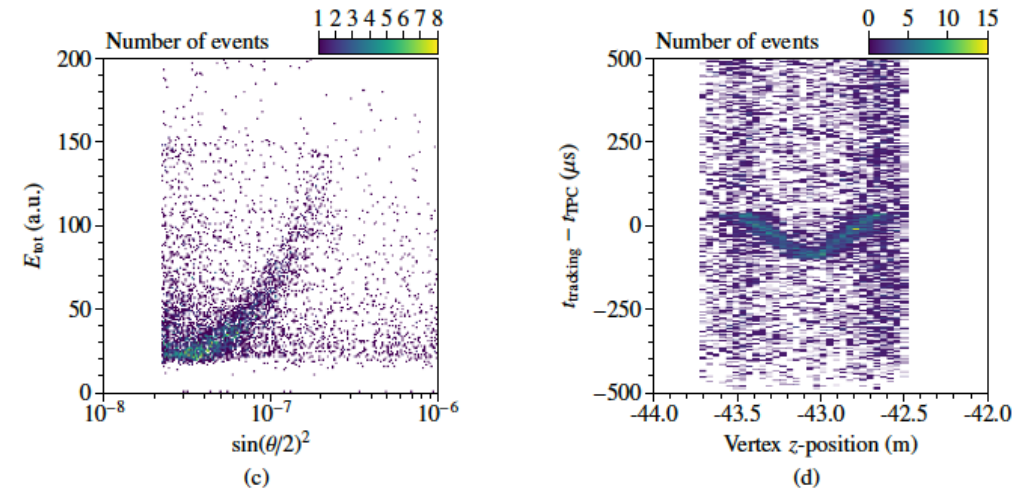 1 2 3 4 5 6 7 8
Number of events
200
150
100
50
0
E_tot (a.u.)
10⁻⁸
10⁻⁷
10⁻⁶
sin(θ/2)²
(c)
0 5 10 15
Number of events
500
250
0
−250
−500
t_tracking − t_TPC (μs)
-44.0 -43.5 -43.0 -42.5 -42.0
Vertex z-position (m)
(d)